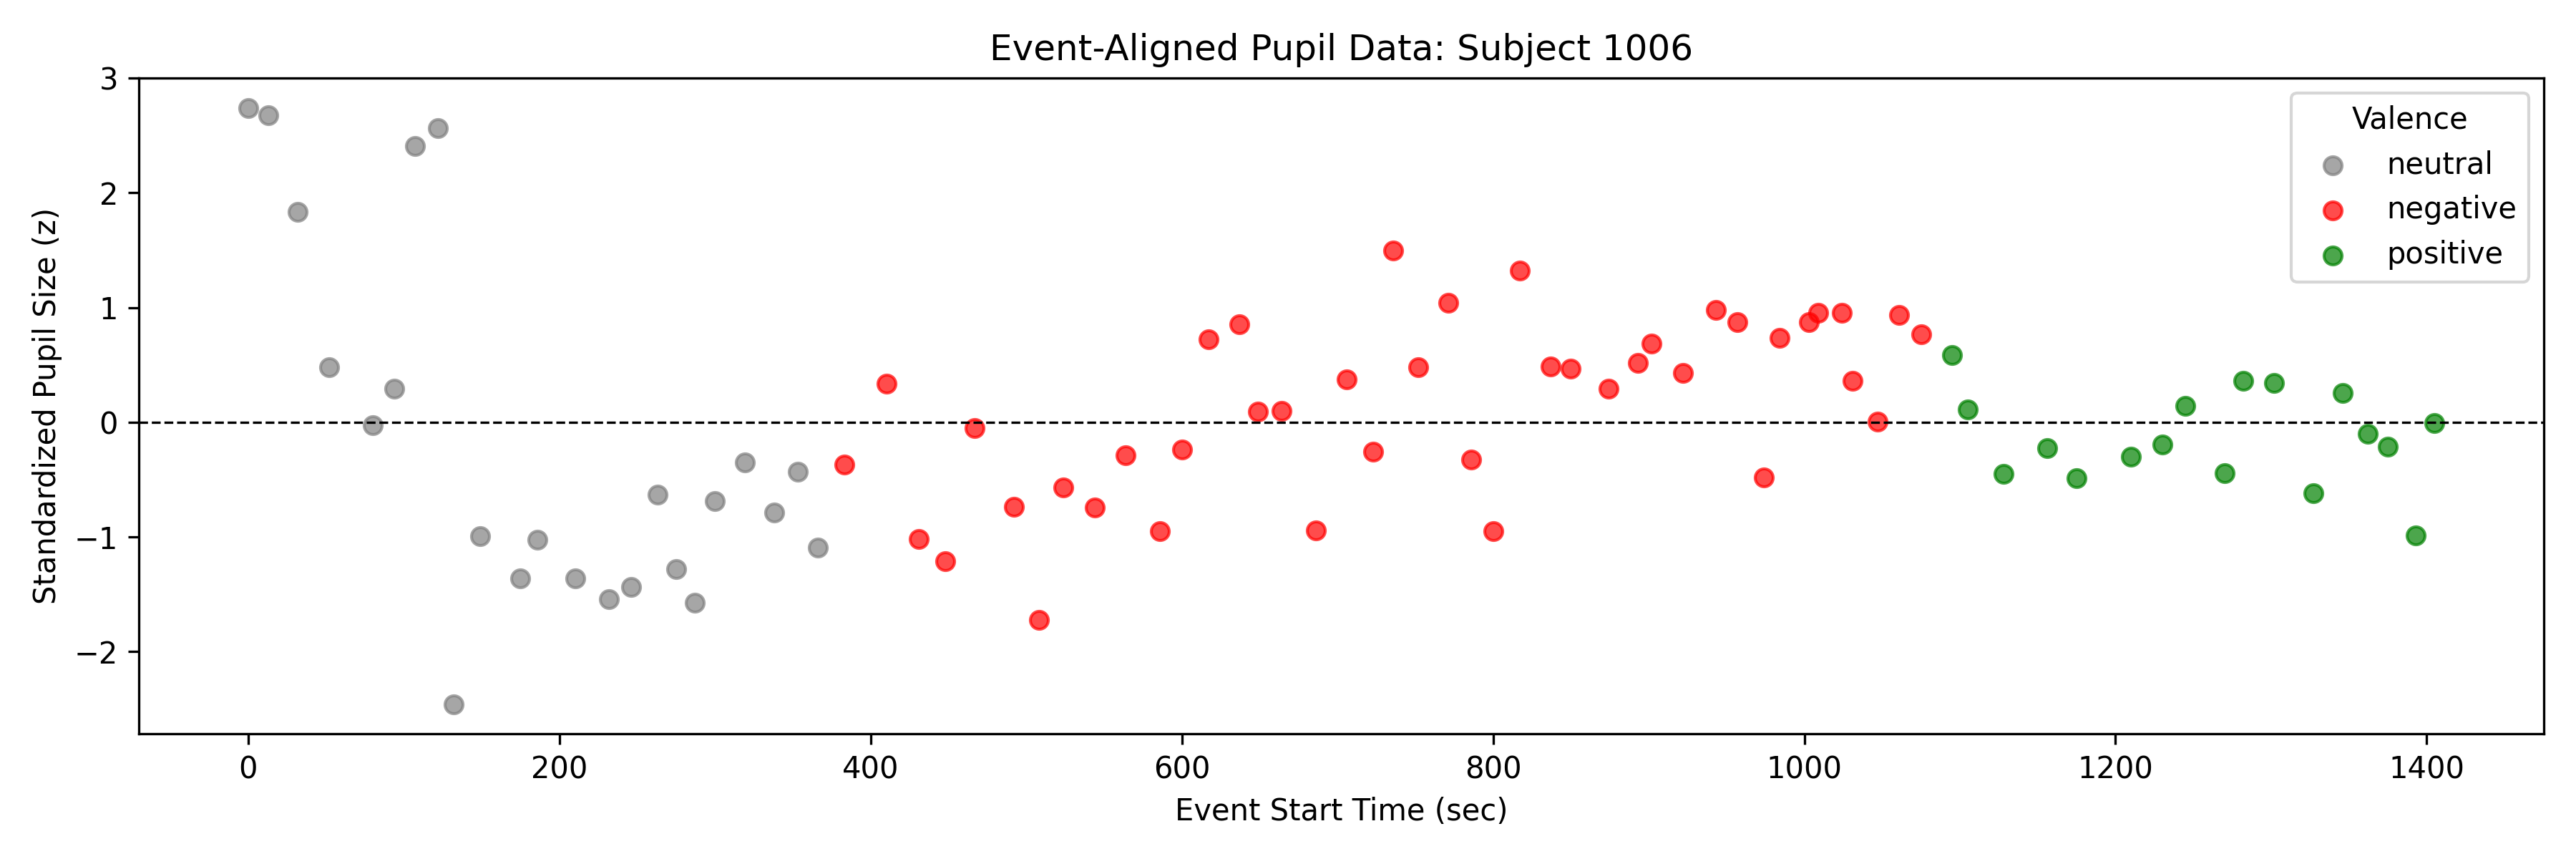 Event-Aligned Pupil Data: Subject 1006
Standardized Pupil Size (z)
3
2
1
0
−1
−2
Valence
neutral
negative
positive
0 200 400 600 800 1000 1200 1400
Event Start Time (sec)